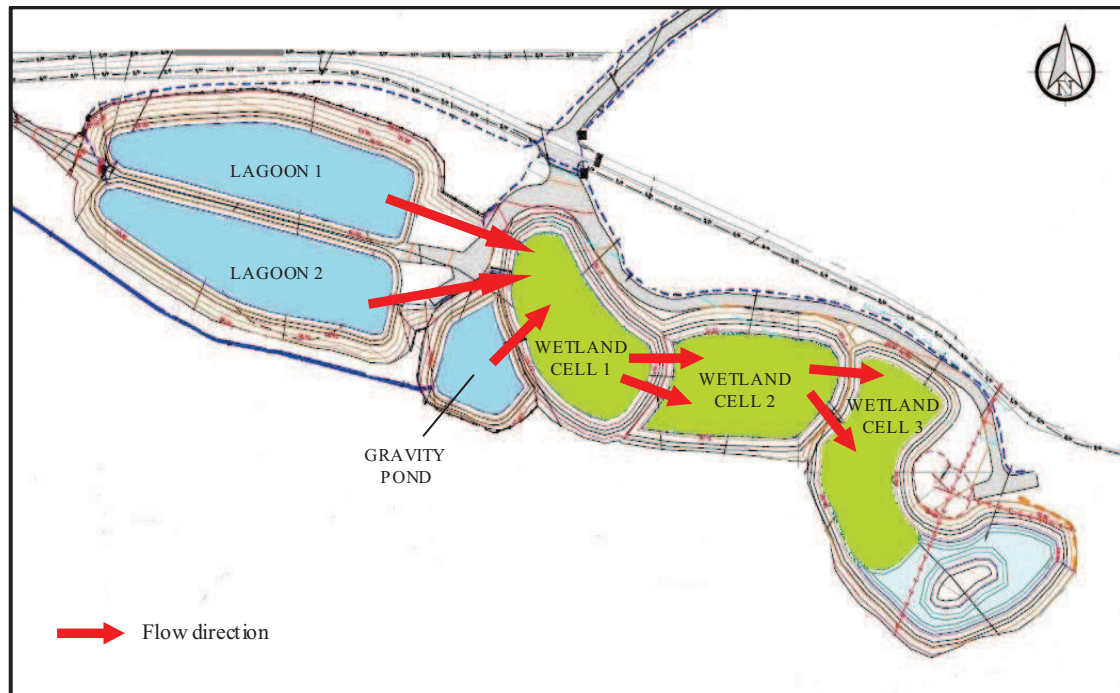 N
LAGOON 1
LAGOON 2
WETLAND
CELL 1
WETLAND
CELL 2
WETLAND
CELL 3
GRAVITY
POND
Flow direction